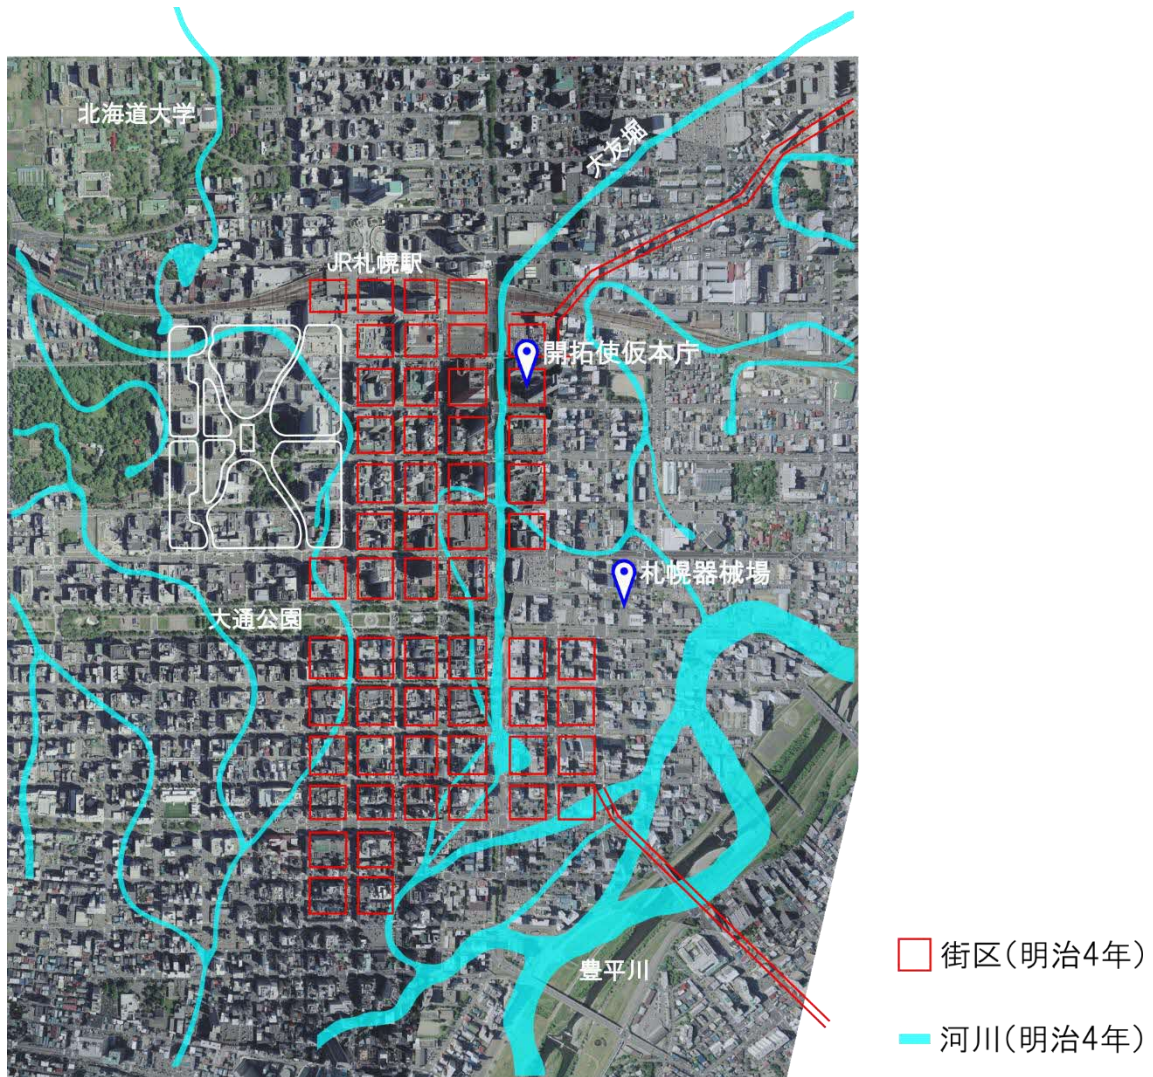 北海道大学
大友堀
JR札幌駅
開拓使仮本庁
札幌器械場
大通公園
豊平川
街区(明治4年)
河川(明治4年)